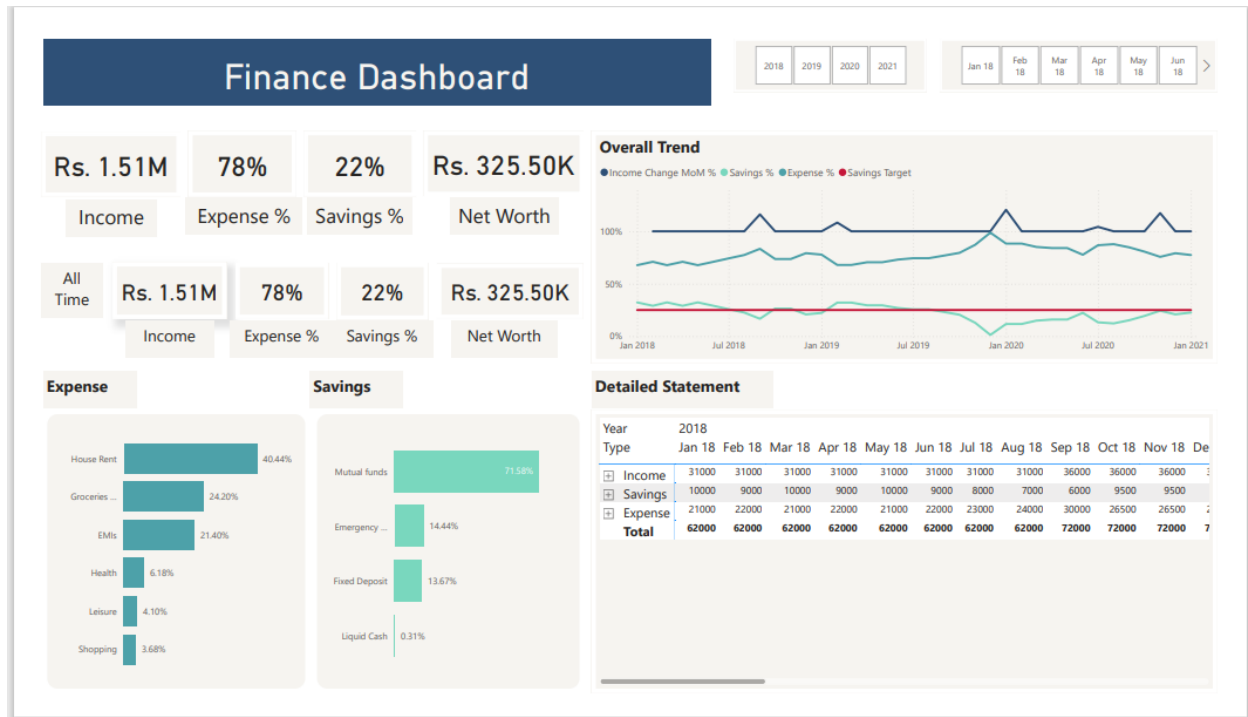 Finance Dashboard
2018 2019 2020 2021
Jan 18 Feb 18 Mar 18 Apr 18 May 18 Jun 18
Rs. 1.51M 78% 22% Rs. 325.50K
Income Expense % Savings % Net Worth
All Time Rs. 1.51M 78% 22% Rs. 325.50K
Income Expense % Savings % Net Worth
Overall Trend
Income Change MoM % Savings % Expense % Savings Target
100%
50%
0%
Jan 2018 Jul 2018 Jan 2019 Jul 2019 Jan 2020 Jul 2020 Jan 2021
Expense
House Rent 40.44%
Groceries ... 24.20%
EMIs 21.40%
Health 6.18%
Leisure 4.10%
Shopping 3.68%
Savings
Mutual funds 71.58%
Emergency ... 14.44%
Fixed Deposit 13.67%
Liquid Cash 0.31%
Detailed Statement
Year 2018
Type Jan 18 Feb 18 Mar 18 Apr 18 May 18 Jun 18 Jul 18 Aug 18 Sep 18 Oct 18 Nov 18 De
Income 31000 31000 31000 31000 31000 31000 31000 31000 36000 36000 36000
Savings 10000 9000 10000 9000 10000 9000 8000 7000 6000 9500 9500
Expense 21000 22000 21000 22000 21000 22000 23000 24000 30000 26500 26500
Total 62000 62000 62000 62000 62000 62000 62000 62000 72000 72000 72000